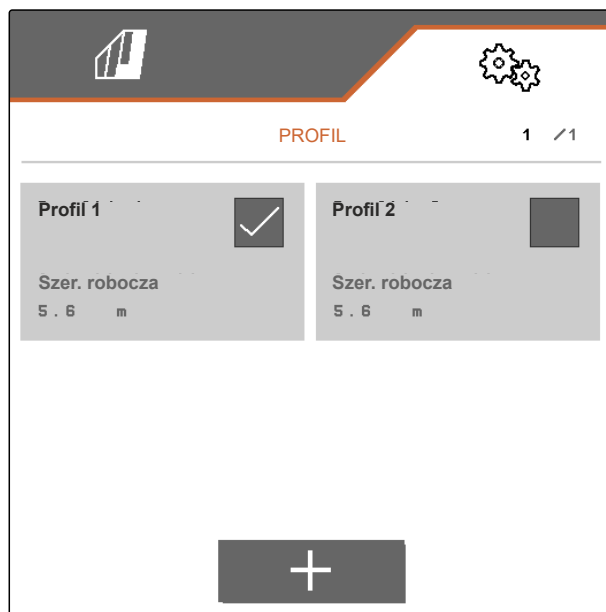 PROFIL 1 /1
Profil 1
Szer. robocza
5.6 m
Profil 2
Szer. robocza
5.6 m